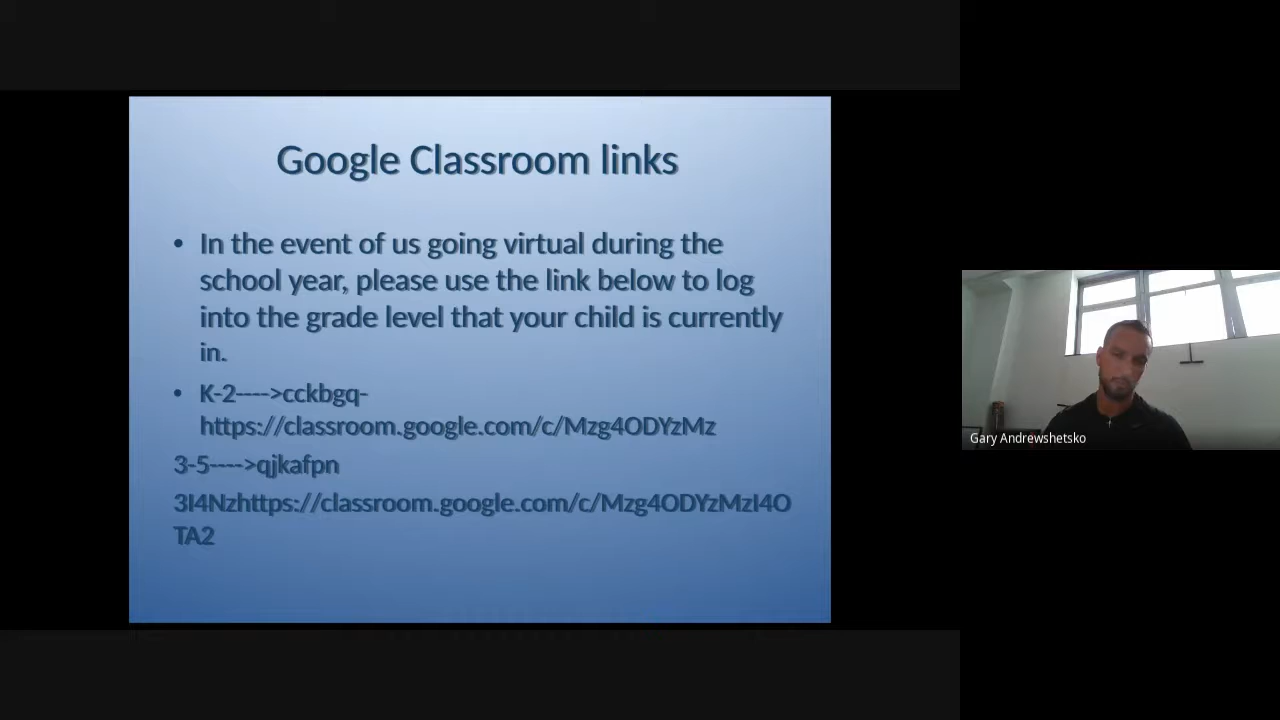 Google Classroom links
• In the event of us going virtual during the
school year, please use the link below to log
into the grade level that your child is currently
in.
• K-2---->cckbgq-
https://classroom.google.com/c/Mzg4ODYzMz
3-5---->qjkafpn
3I4Nzhttps://classroom.google.com/c/Mzg4ODYzMzI4O
TA2
Gary Andrewshetsko